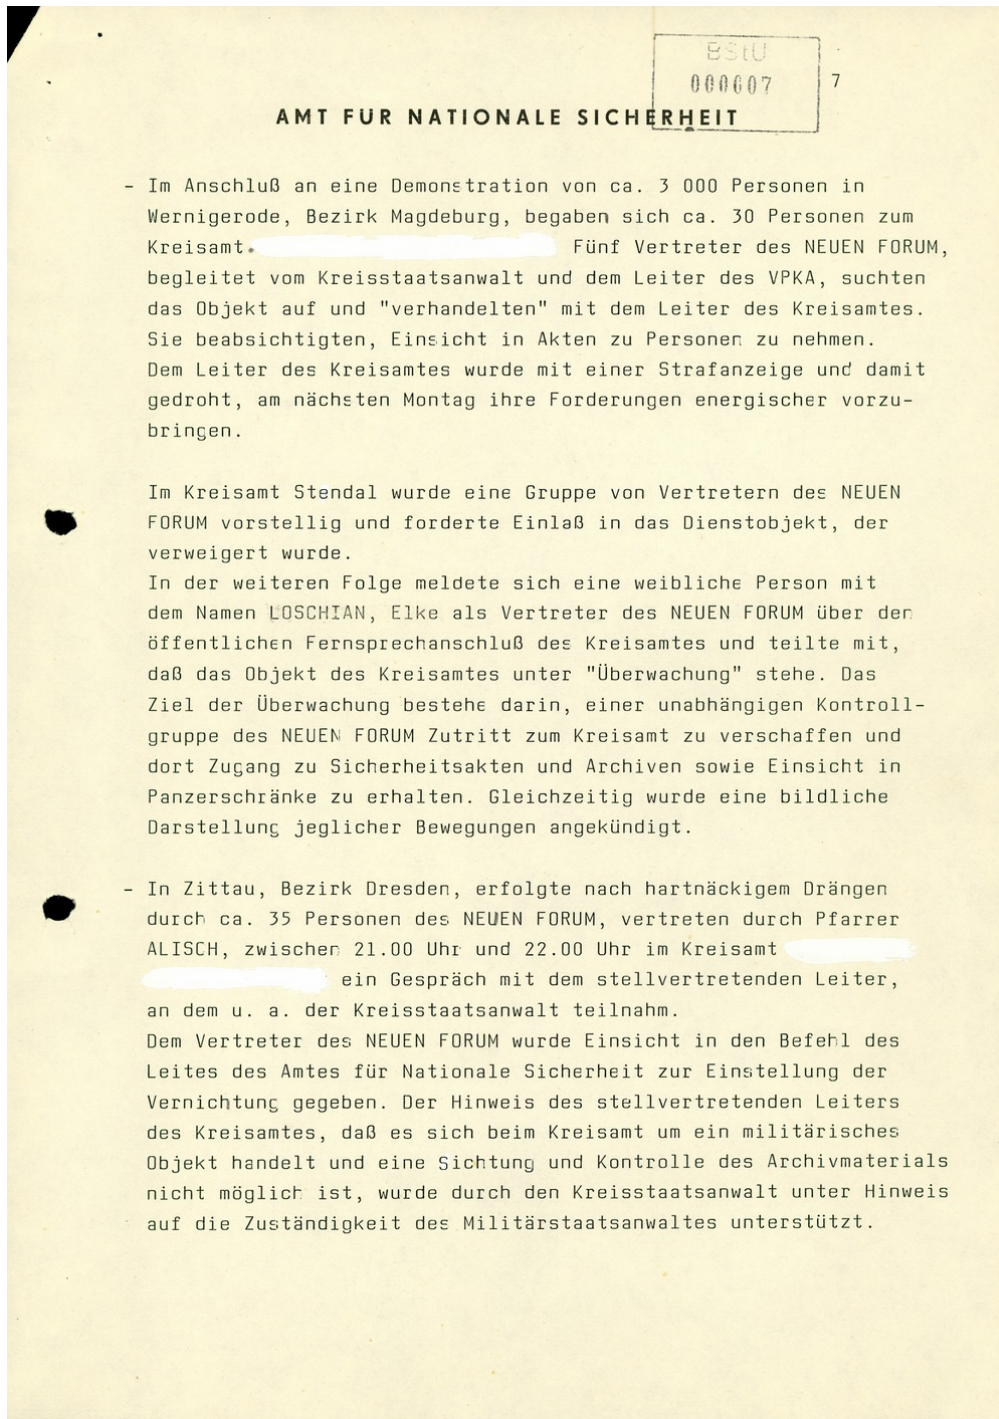 BStU
000007
7
AMT FÜR NATIONALE SICHERHEIT
- Im Anschluß an eine Demonstration von ca. 3 000 Personen in
Wernigerode, Bezirk Magdeburg, begaben sich ca. 30 Personen zum
Kreisamt. Fünf Vertreter des NEUEN FORUM,
begleitet vom Kreisstaatsanwalt und dem Leiter des VPKA, suchten
das Objekt auf und "verhandelten" mit dem Leiter des Kreisamtes.
Sie beabsichtigten, Einsicht in Akten zu Personen zu nehmen.
Dem Leiter des Kreisamtes wurde mit einer Strafanzeige und damit
gedroht, am nächsten Montag ihre Forderungen energischer vorzu-
bringen.
Im Kreisamt Stendal wurde eine Gruppe von Vertretern des NEUEN
FORUM vorstellig und forderte Einlaß in das Dienstobjekt, der
verweigert wurde.
In der weiteren Folge meldete sich eine weibliche Person mit
dem Namen LOSCHIAN, Elke als Vertreter des NEUEN FORUM über den
öffentlichen Fernsprechanschluß des Kreisamtes und teilte mit,
daß das Objekt des Kreisamtes unter "Überwachung" stehe. Das
Ziel der Überwachung bestehe darin, einer unabhängigen Kontroll-
gruppe des NEUEN FORUM Zutritt zum Kreisamt zu verschaffen und
dort Zugang zu Sicherheitsakten und Archiven sowie Einsicht in
Panzerschränke zu erhalten. Gleichzeitig wurde eine bildliche
Darstellung jeglicher Bewegungen angekündigt.
- In Zittau, Bezirk Dresden, erfolgte nach hartnäckigem Drängen
durch ca. 35 Personen des NEUEN FORUM, vertreten durch Pfarrer
ALISCH, zwischen 21.00 Uhr und 22.00 Uhr im Kreisamt
ein Gespräch mit dem stellvertretenden Leiter,
an dem u. a. der Kreisstaatsanwalt teilnahm.
Dem Vertreter des NEUEN FORUM wurde Einsicht in den Befehl des
Leites des Amtes für Nationale Sicherheit zur Einstellung der
Vernichtung gegeben. Der Hinweis des stellvertretenden Leiters
des Kreisamtes, daß es sich beim Kreisamt um ein militärisches
Objekt handelt und eine Sichtung und Kontrolle des Archivmaterials
nicht möglich ist, wurde durch den Kreisstaatsanwalt unter Hinweis
auf die Zuständigkeit des Militärstaatsanwaltes unterstützt.